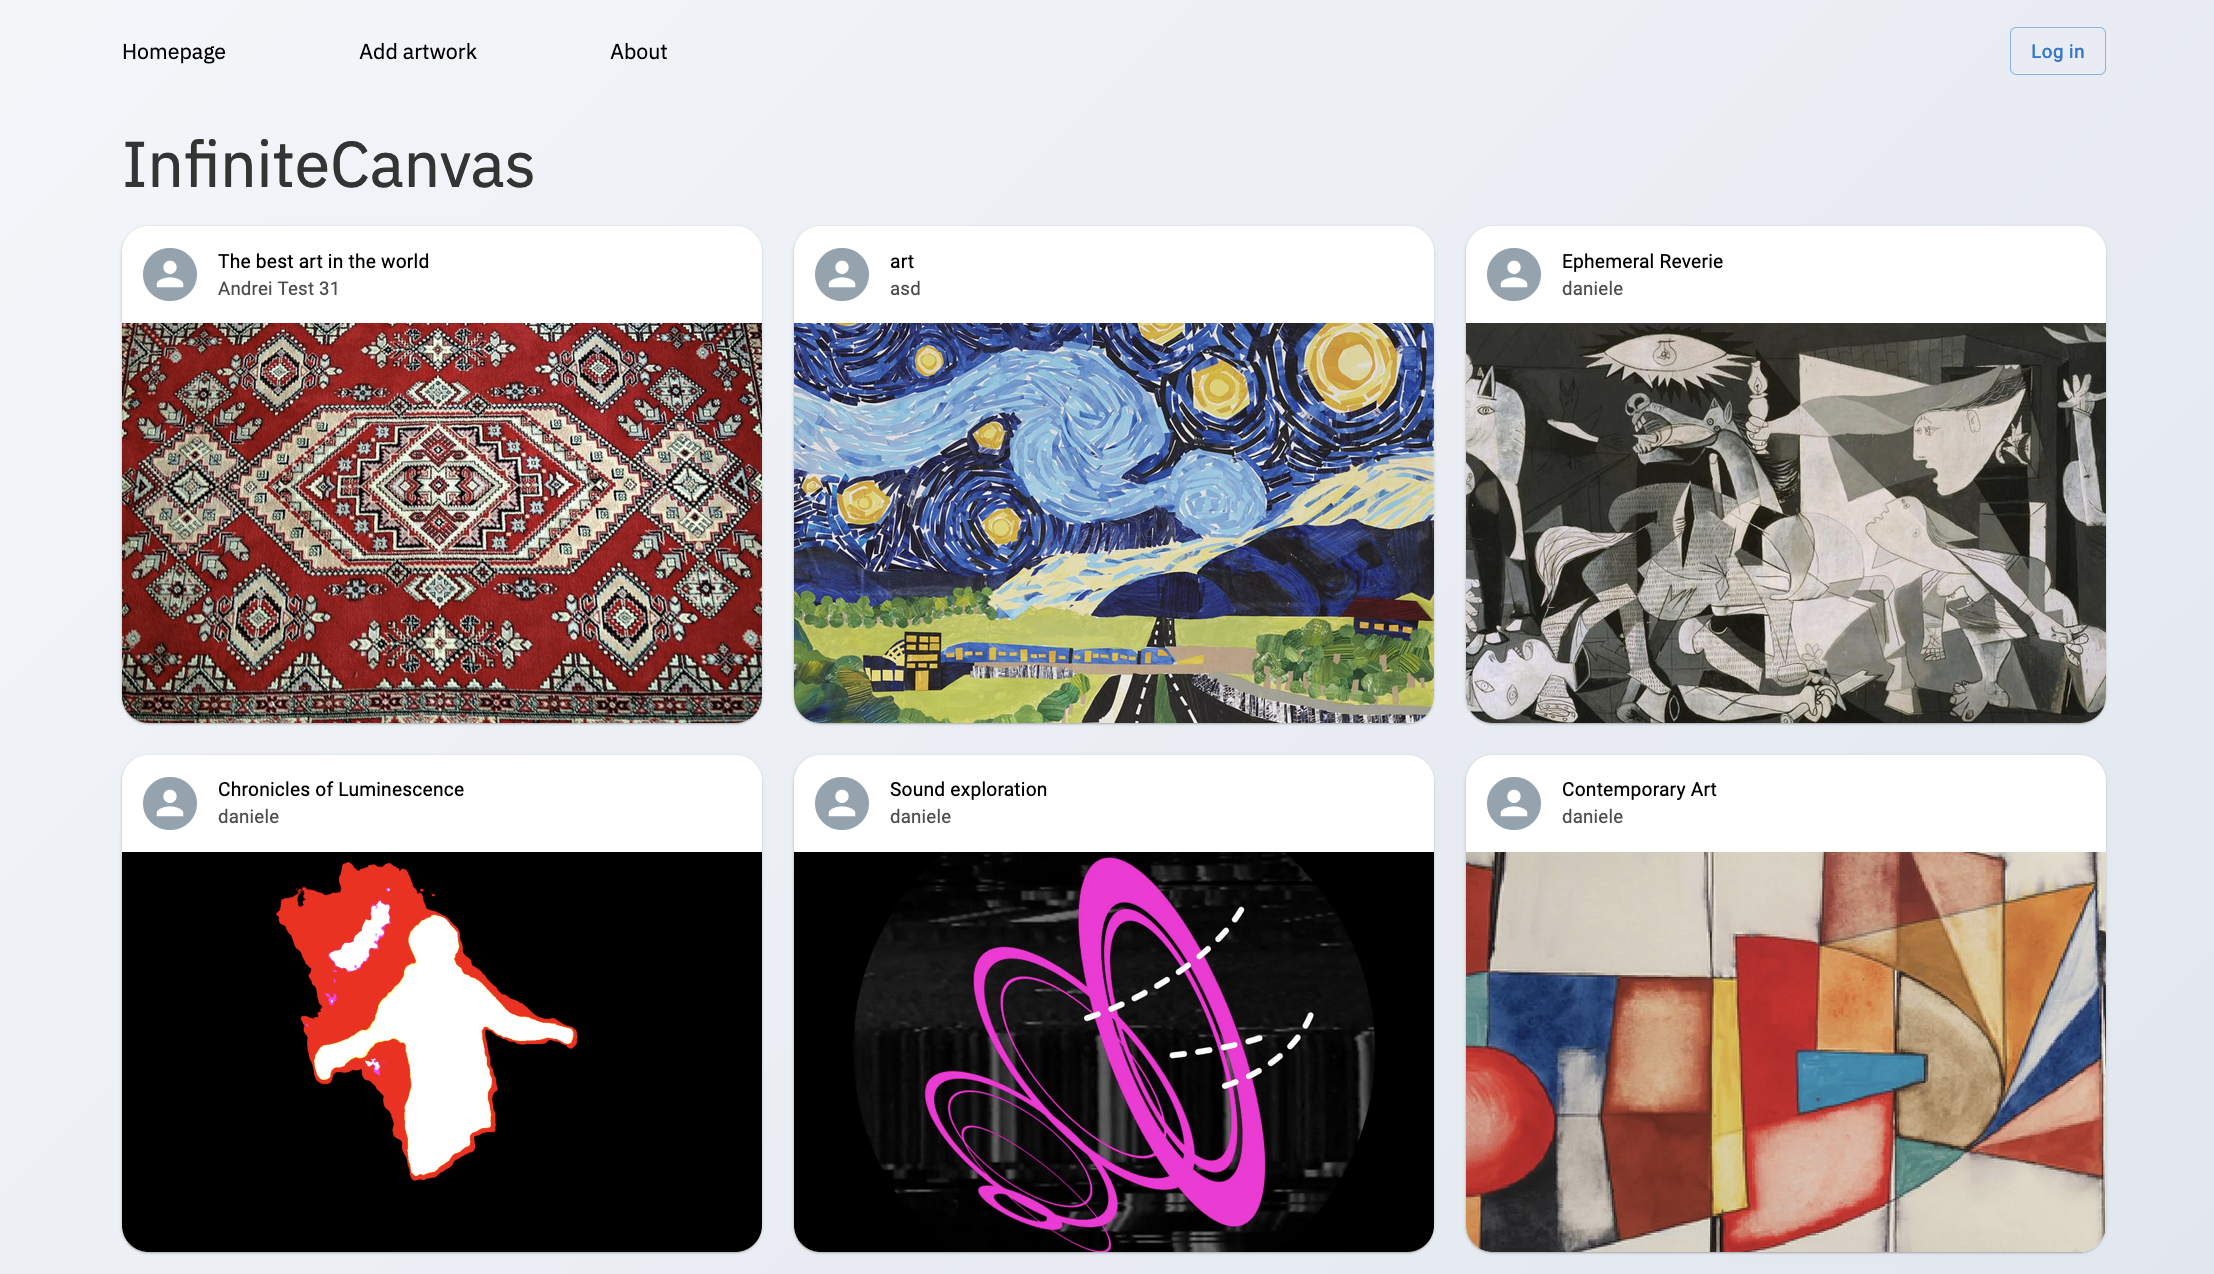 Homepage
Add artwork
About
Log in
InfiniteCanvas
The best art in the world
Andrei Test 31
art
asd
Ephemeral Reverie
daniele
Chronicles of Luminescence
daniele
Sound exploration
daniele
Contemporary Art
daniele